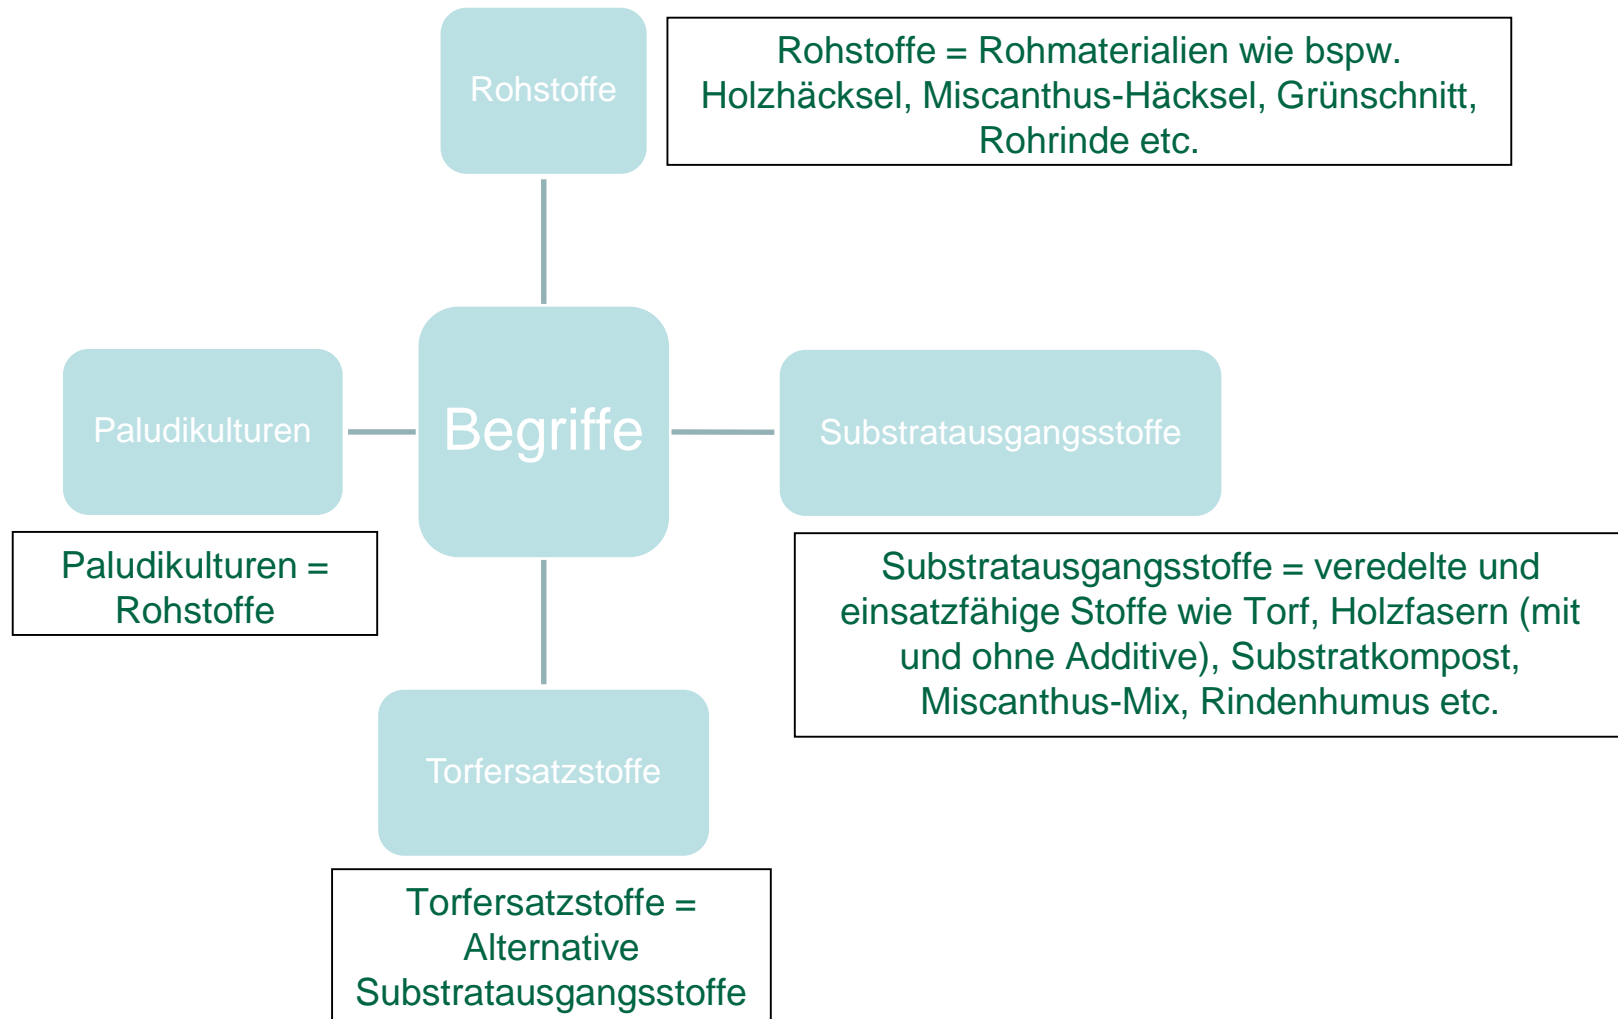 Rohstoffe
Rohstoffe = Rohmaterialien wie bspw.
Holzhäcksel, Miscanthus-Häcksel, Grünschnitt,
Rohrinde etc.
Paludikulturen
Begriffe
Substratausgangsstoffe
Paludikulturen =
Rohstoffe
Substratausgangsstoffe = veredelte und
einsatzfähige Stoffe wie Torf, Holzfasern (mit
und ohne Additive), Substratkompost,
Miscanthus-Mix, Rindenhumus etc.
Torfersatzstoffe
Torfersatzstoffe =
Alternative
Substratausgangsstoffe